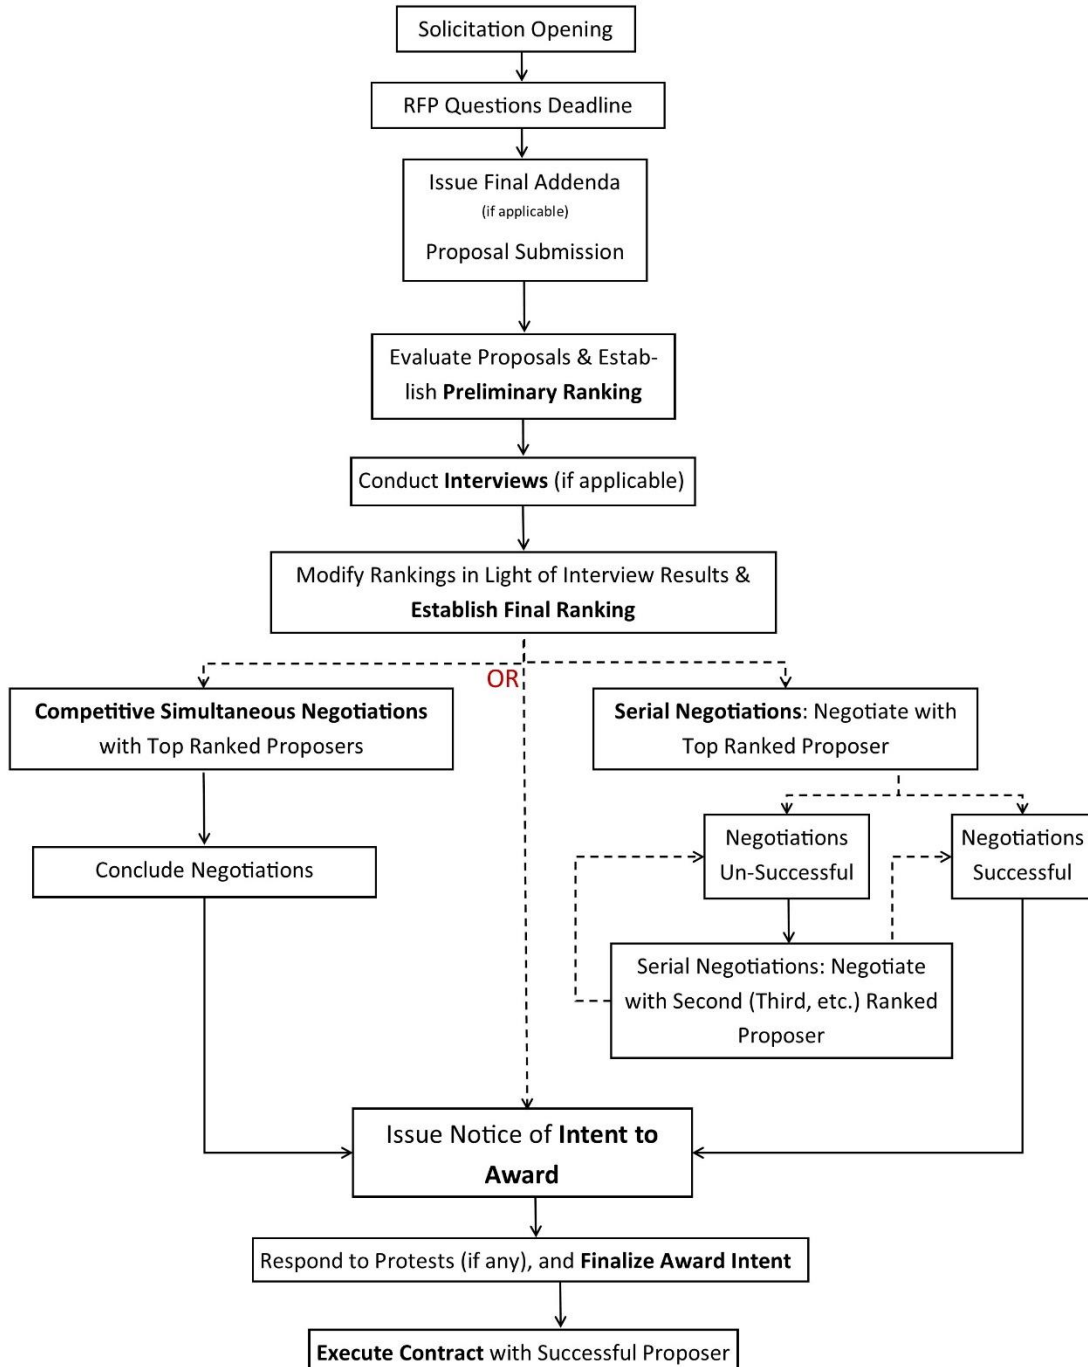 Solicitation Opening
RFP Questions Deadline
Issue Final Addenda
(if applicable)
Proposal Submission
Evaluate Proposals & Estab-
lish Preliminary Ranking
Conduct Interviews (if applicable)
Modify Rankings in Light of Interview Results &
Establish Final Ranking
OR
Competitive Simultaneous Negotiations
with Top Ranked Proposers
Serial Negotiations: Negotiate with
Top Ranked Proposer
Conclude Negotiations
Negotiations
Un-Successful
Negotiations
Successful
Serial Negotiations: Negotiate
with Second (Third, etc.) Ranked
Proposer
Issue Notice of Intent to
Award
Respond to Protests (if any), and Finalize Award Intent
Execute Contract with Successful Proposer